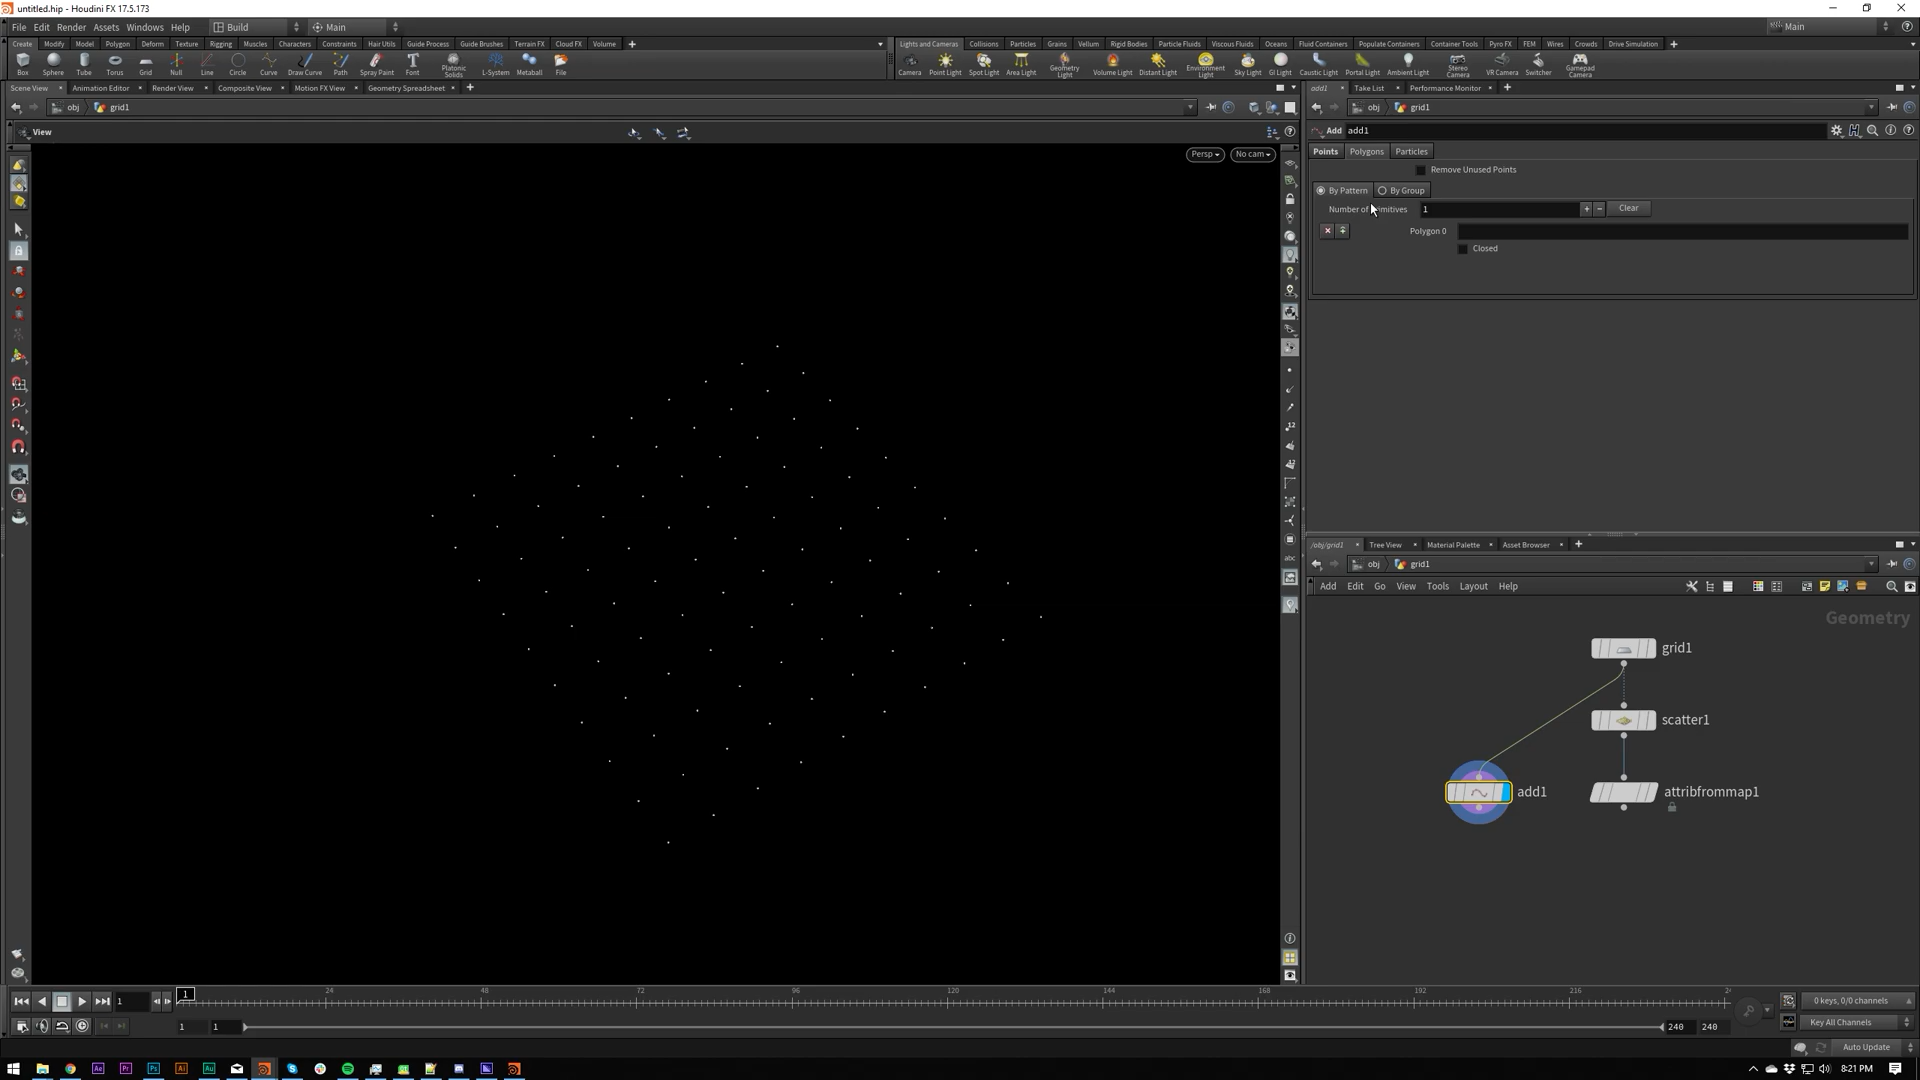 untitled.hip - Houdini FX 17.5.173
File Edit Render Assets Windows Help Build Main Main
Create Modify Model Polygon Deform Texture Rigging Muscles Characters Constraints Hair Utils Guide Process Guide Brushes Terrain FX Cloud FX Volume
Lights and Cameras Collisions Particles Grains Vellum Rigid Bodies Particle Fluids Viscous Fluids Oceans Fluid Containers Populate Containers Container Tools Pyro FX FEM Wires Crowds Drive Simulation
Box Sphere Tube Torus Grid Null Line Circle Curve Draw Curve Path Spray Paint Font Platonic Solids L-System Metaball File
Camera Point Light Spot Light Area Light Geometry Light Volume Light Distant Light Environment Light Sky Light GI Light Caustic Light Portal Light Ambient Light Stereo Camera VR Camera Switcher Gamepad Camera
Scene View Animation Editor Render View Composite View Motion FX View Geometry Spreadsheet
add1 Take List Performance Monitor
obj grid1
obj grid1
View
Persp No cam
Add add1
Points Polygons Particles
Remove Unused Points
By Pattern By Group
Number of Primitives 1 Clear
Polygon 0
Closed
/obj/grid1 Tree View Material Palette Asset Browser
obj grid1
Add Edit Go View Tools Layout Help
Geometry
grid1
scatter1
add1
attribfrommap1
12
abc
1 1 24 48 72 96 120 144 168 192 216
0 keys, 0/0 channels
1 1 240 240 Key All Channels
Auto Update
Ae Pr Ps Ai Au
8:21 PM